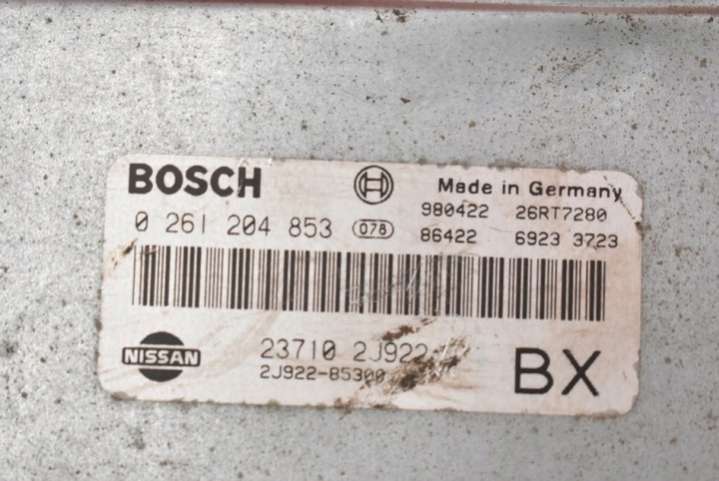 BOSCH Made in Germany
980422 26RT7280
0 261 204 853 078 86422 6923 3723
NISSAN 23710 2J922
2J922-85300 BX